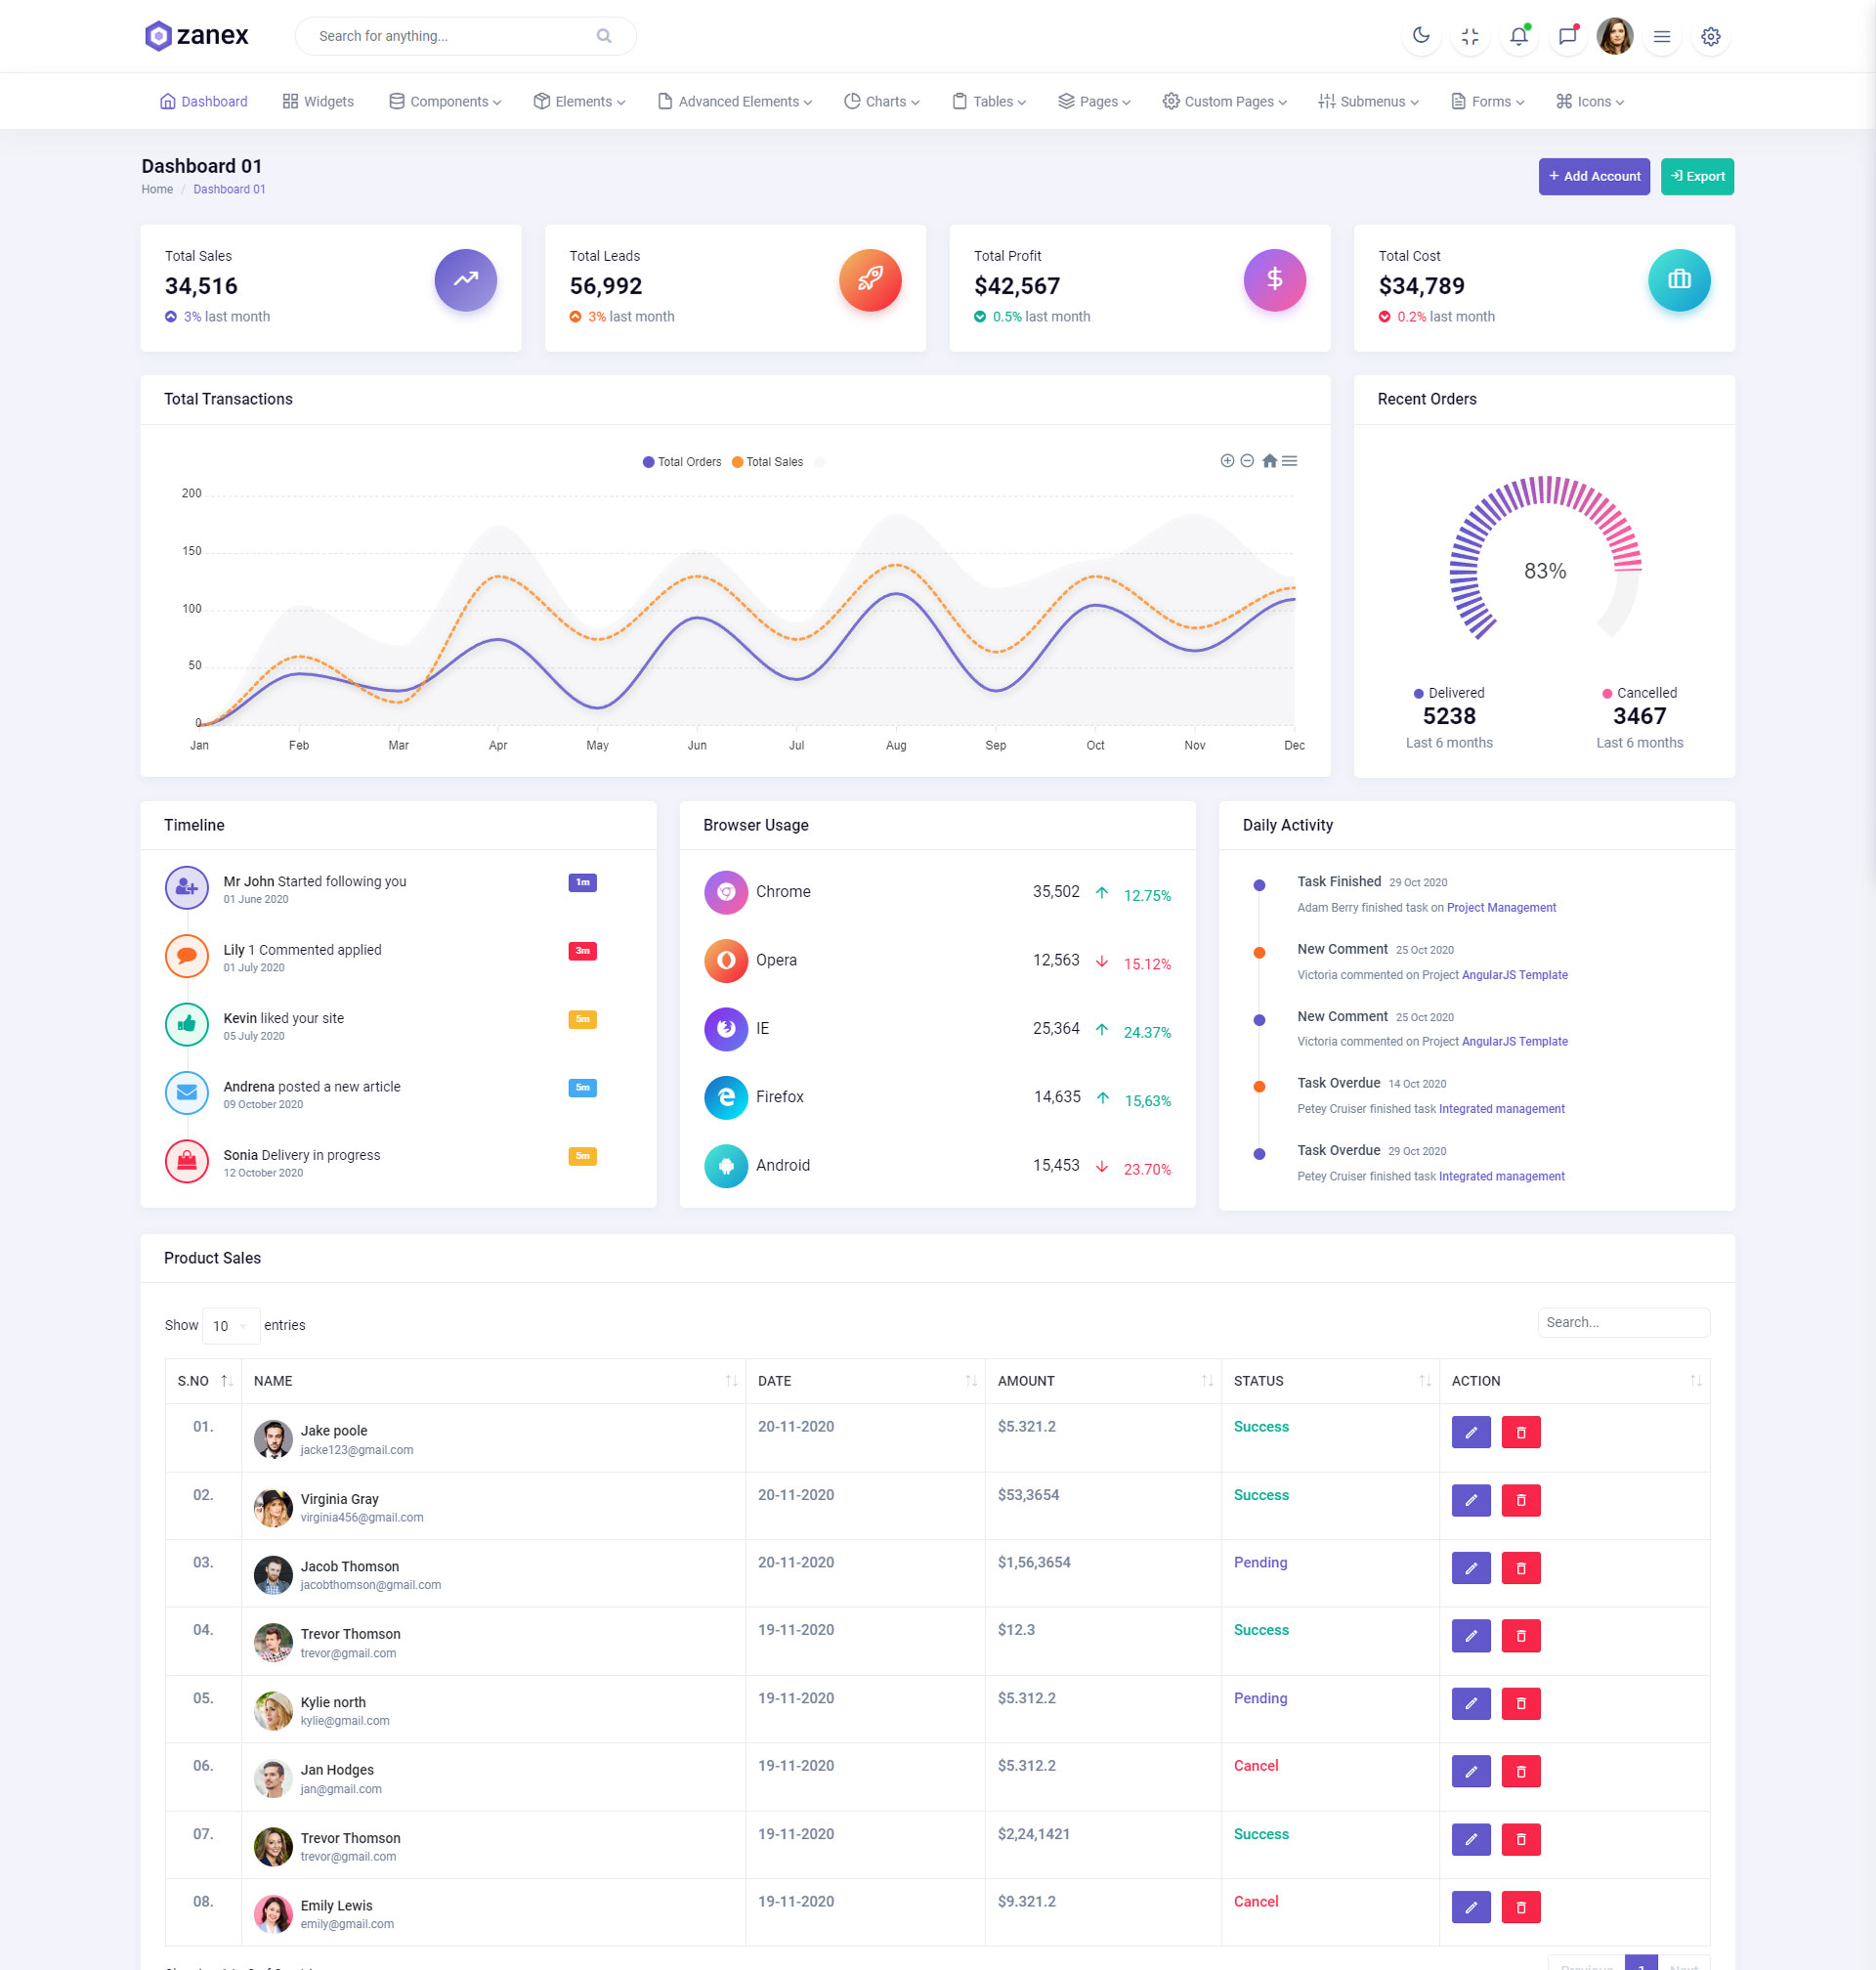 zanex
Search for anything...
Dashboard Widgets Components Elements Advanced Elements Charts Tables Pages Custom Pages Submenus Forms Icons
Dashboard 01
Home / Dashboard 01
+ Add Account
Export
Total Sales
34,516
3% last month
Total Leads
56,992
3% last month
Total Profit
$42,567
0.5% last month
Total Cost
$34,789
0.2% last month
Total Transactions
Total Orders Total Sales
200
150
100
50
0
Jan Feb Mar Apr May Jun Jul Aug Sep Oct Nov Dec
Recent Orders
83%
Delivered
5238
Last 6 months
Cancelled
3467
Last 6 months
Timeline
Mr John Started following you 1m
01 June 2020
Lily 1 Commented applied 3m
01 July 2020
Kevin liked your site 5m
05 July 2020
Andrena posted a new article 5m
09 October 2020
Sonia Delivery in progress 5m
12 October 2020
Browser Usage
Chrome 35,502 12.75%
Opera 12,563 15.12%
IE 25,364 24.37%
Firefox 14,635 15,63%
Android 15,453 23.70%
Daily Activity
Task Finished 29 Oct 2020
Adam Berry finished task on Project Management
New Comment 25 Oct 2020
Victoria commented on Project AngularJS Template
New Comment 25 Oct 2020
Victoria commented on Project AngularJS Template
Task Overdue 14 Oct 2020
Petey Cruiser finished task Integrated management
Task Overdue 29 Oct 2020
Petey Cruiser finished task Integrated management
Product Sales
Show 10 entries
Search...
S.NO NAME DATE AMOUNT STATUS ACTION
01. Jake poole 20-11-2020 $5.321.2 Success
jacke123@gmail.com
02. Virginia Gray 20-11-2020 $53,3654 Success
virginia456@gmail.com
03. Jacob Thomson 20-11-2020 $1,56,3654 Pending
jacobthomson@gmail.com
04. Trevor Thomson 19-11-2020 $12.3 Success
trevor@gmail.com
05. Kylie north 19-11-2020 $5.312.2 Pending
kylie@gmail.com
06. Jan Hodges 19-11-2020 $5.312.2 Cancel
jan@gmail.com
07. Trevor Thomson 19-11-2020 $2,24,1421 Success
trevor@gmail.com
08. Emily Lewis 19-11-2020 $9.321.2 Cancel
emily@gmail.com